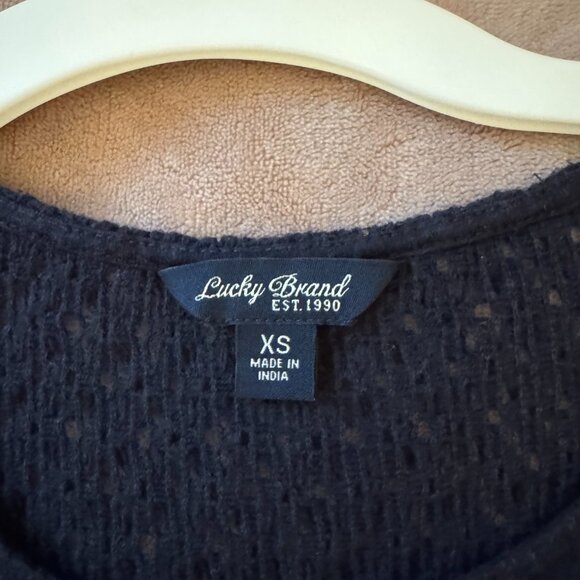 Lucky Brand
EST. 1990
XS
MADE IN
INDIA